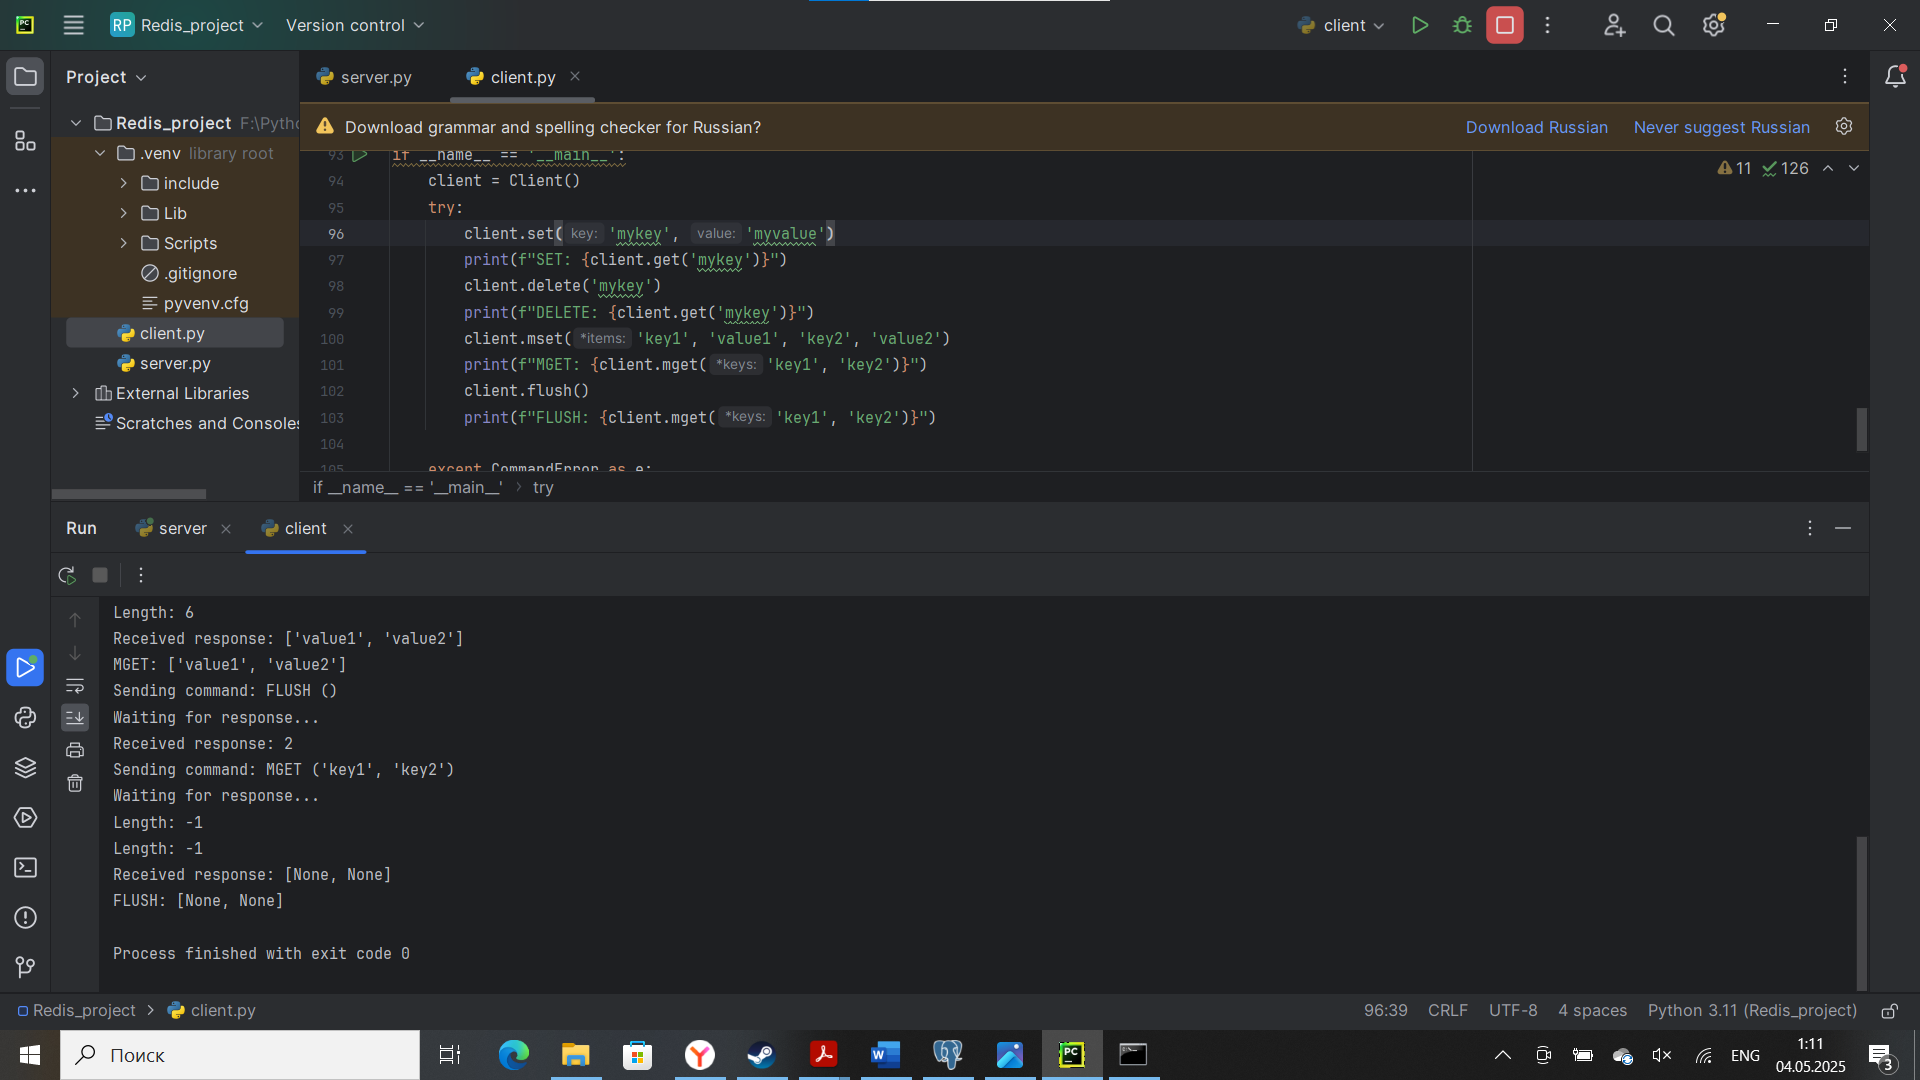 RP Redis_project Version control client
Project
server.py client.py
Download grammar and spelling checker for Russian? Download Russian Never suggest Russian
Redis_project
.venv library root
include
Lib
Scripts
.gitignore
pyvenv.cfg
client.py
server.py
External Libraries
Scratches and Consoles
11 126
93 if __name__ == '__main__':
94 client = Client()
95 try:
96 client.set( key: 'mykey', value: 'myvalue')
97 print(f"SET: {client.get('mykey')}")
98 client.delete('mykey')
99 print(f"DELETE: {client.get('mykey')}")
100 client.mset( *items: 'key1', 'value1', 'key2', 'value2')
101 print(f"MGET: {client.mget( *keys: 'key1', 'key2')}")
102 client.flush()
103 print(f"FLUSH: {client.mget( *keys: 'key1', 'key2')}")
104
105 except CommandError as e:
if __name__ == '__main__' > try
Run server client
Length: 6
Received response: ['value1', 'value2']
MGET: ['value1', 'value2']
Sending command: FLUSH ()
Waiting for response...
Received response: 2
Sending command: MGET ('key1', 'key2')
Waiting for response...
Length: -1
Length: -1
Received response: [None, None]
FLUSH: [None, None]
Process finished with exit code 0
Redis_project > client.py 96:39 CRLF UTF-8 4 spaces Python 3.11 (Redis_project)
Поиск
ENG
1:11
04.05.2025
3